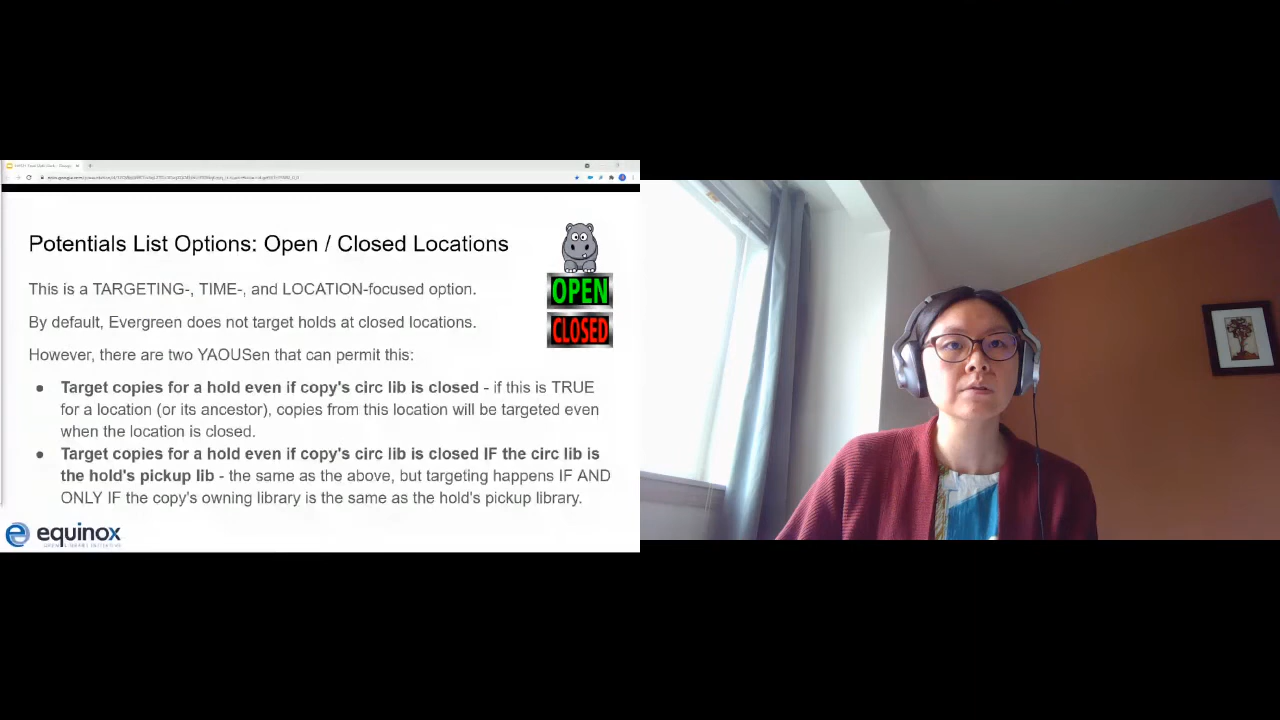 Potentials List Options: Open / Closed Locations
This is a TARGETING-, TIME-, and LOCATION-focused option.
OPEN
By default, Evergreen does not target holds at closed locations.
CLOSED
However, there are two YAOUSen that can permit this:
● Target copies for a hold even if copy's circ lib is closed - if this is TRUE
for a location (or its ancestor), copies from this location will be targeted even
when the location is closed.
● Target copies for a hold even if copy's circ lib is closed IF the circ lib is
the hold's pickup lib - the same as the above, but targeting happens IF AND
ONLY IF the copy's owning library is the same as the hold's pickup library.
equinox